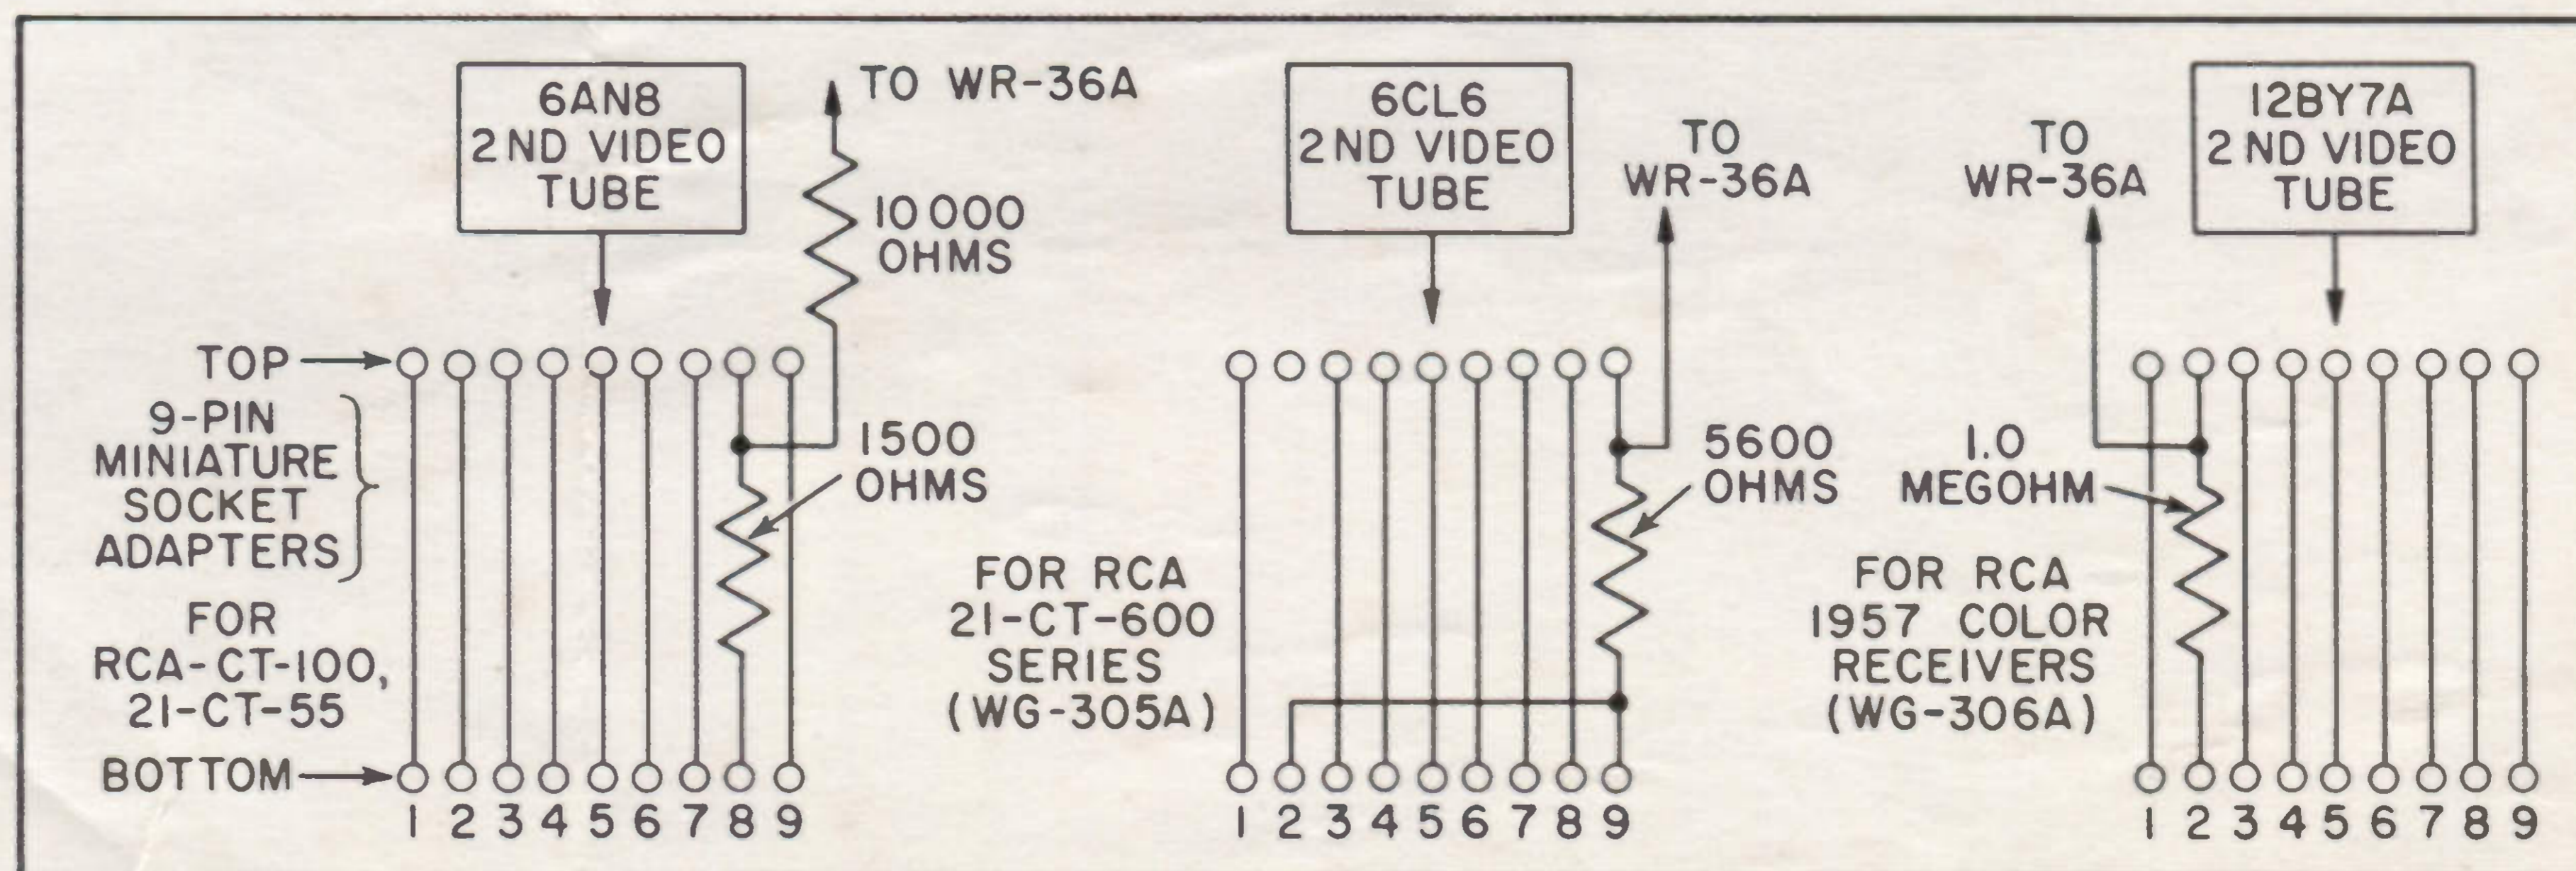 6AN8
2ND VIDEO
TUBE
TO WR-36A
10000
OHMS
TOP
9-PIN
MINIATURE
SOCKET
ADAPTERS
1500
OHMS
FOR
RCA-CT-100,
21-CT-55
BOTTOM
1 2 3 4 5 6 7 8 9
6CL6
2ND VIDEO
TUBE
TO
WR-36A
5600
OHMS
FOR RCA
21-CT-600
SERIES
(WG-305A)
1 2 3 4 5 6 7 8 9
TO
WR-36A
12BY7A
2ND VIDEO
TUBE
1.0
MEGOHM
FOR RCA
1957 COLOR
RECEIVERS
(WG-306A)
1 2 3 4 5 6 7 8 9